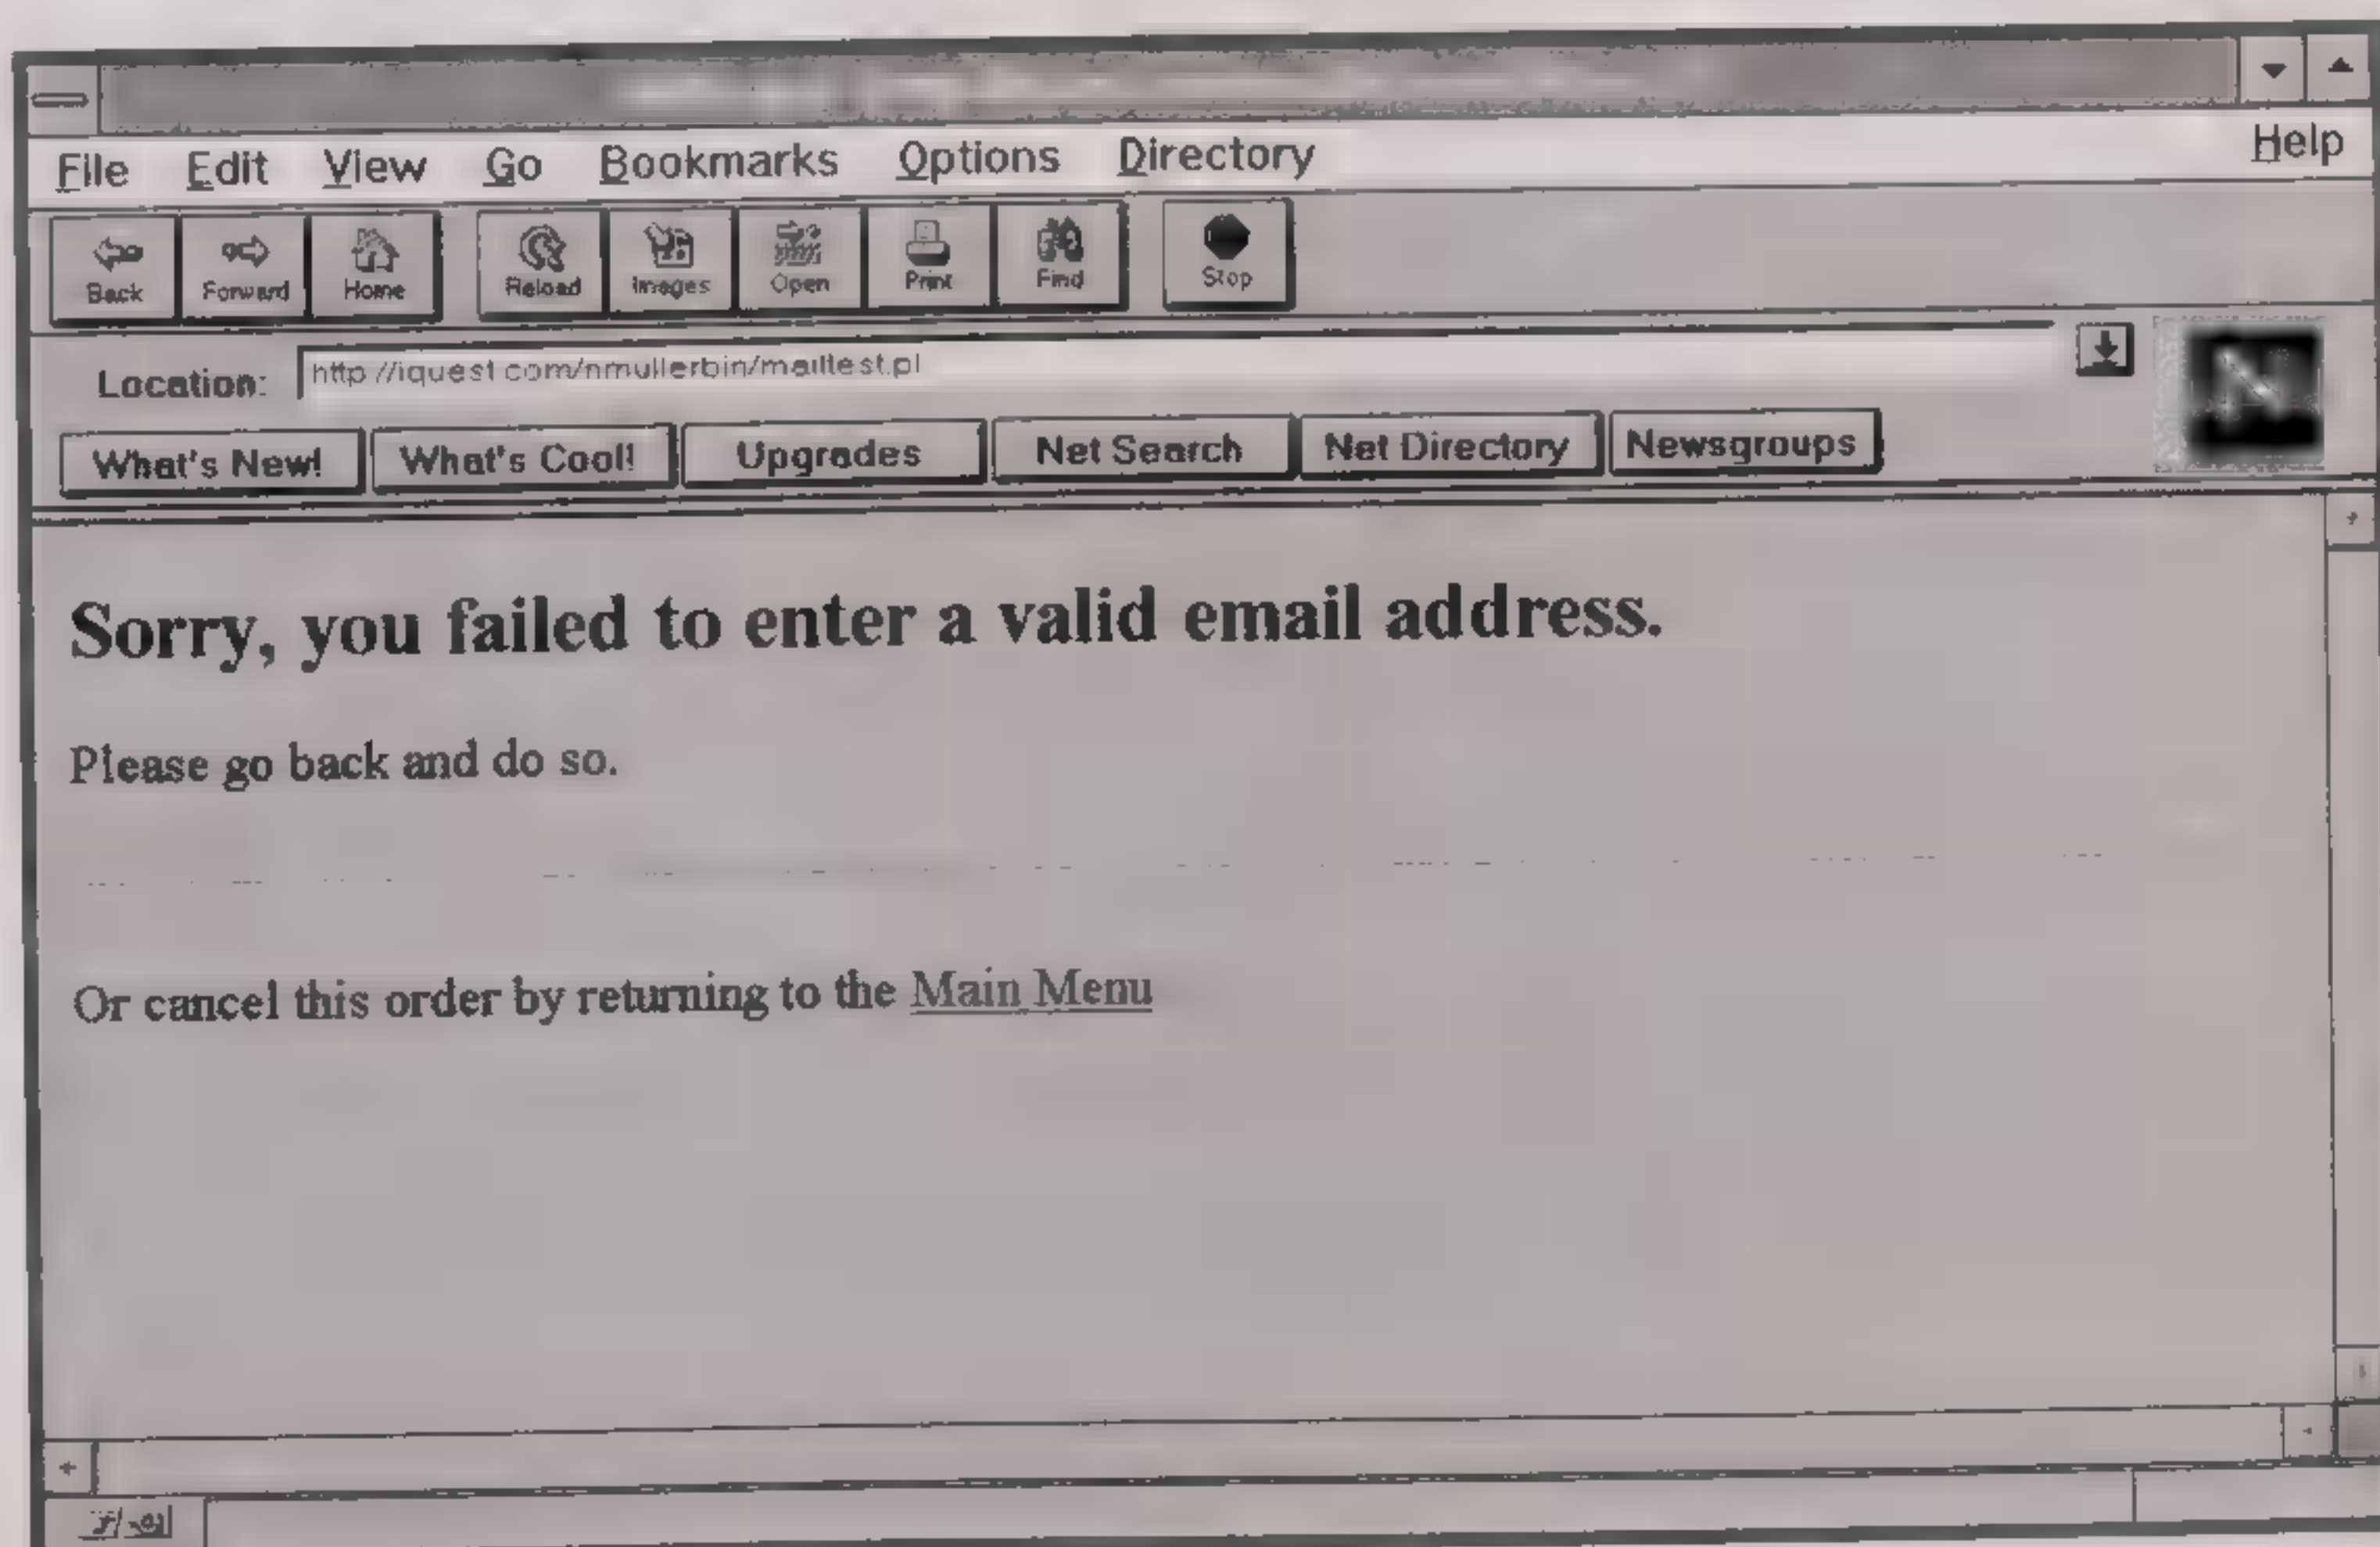 File Edit View Go Bookmarks Options Directory Help
Back Forward Home Reload Images Open Print Find Stop
Location: http://iquest.com/nmullerbin/mailtest.pl
N
What's New! What's Cool! Upgrades Net Search Net Directory Newsgroups
Sorry, you failed to enter a valid email address.
Please go back and do so.
Or cancel this order by returning to the Main Menu